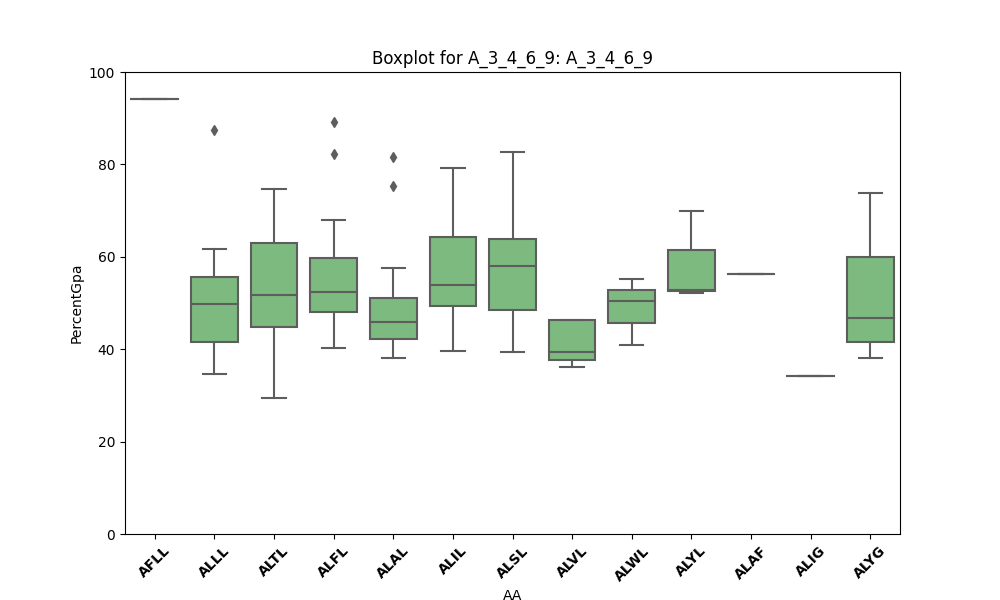 Boxplot for A_3_4_6_9: A_3_4_6_9
PercentGpa
100
80
60
40
20
0
AFLL ALLL ALTL ALFL ALAL ALIL ALSL ALVL ALWL ALYL ALAF ALIG ALYG
AA